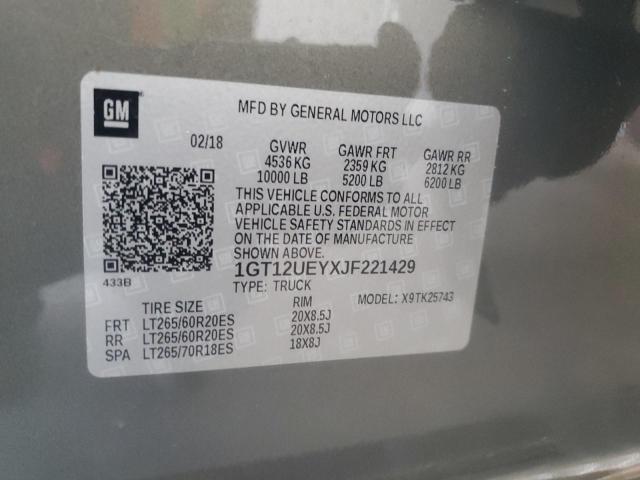 GM
MFD BY GENERAL MOTORS LLC
02/18
GVWR GAWR FRT GAWR RR
4536 KG 2359 KG 2812 KG
10000 LB 5200 LB 6200 LB
THIS VEHICLE CONFORMS TO ALL
APPLICABLE U.S. FEDERAL MOTOR
VEHICLE SAFETY STANDARDS IN EFFECT
ON THE DATE OF MANUFACTURE
SHOWN ABOVE.
433B
1GT12UEYXJF221429
TYPE: TRUCK MODEL: X9TK25743
TIRE SIZE RIM
FRT LT265/60R20ES 20X8.5J
RR LT265/60R20ES 20X8.5J
SPA LT265/70R18ES 18X8J